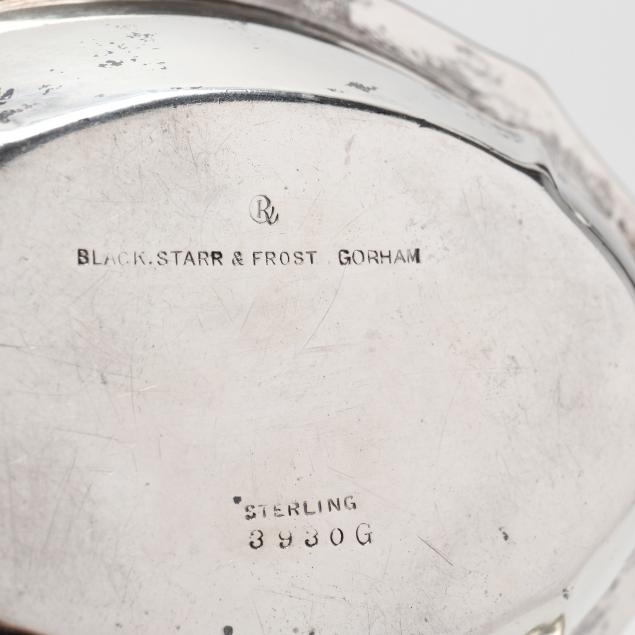 R
BLACK. STARR & FROST GORHAM
STERLING
3930G